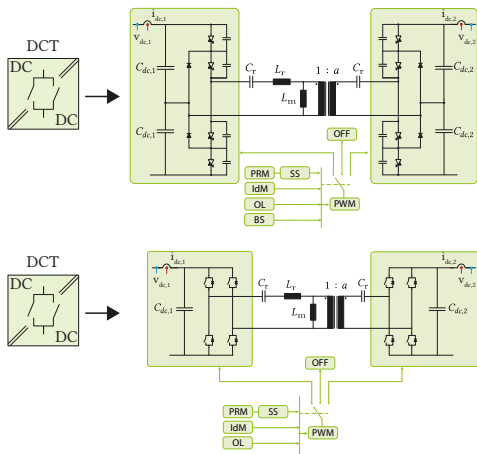 DCT
DC
DC
i_dc,1
v_dc,1
C_dc,1
C_dc,1
C_r
L_r
L_m
1 : a
C_r
i_dc,2
v_dc,2
C_dc,2
C_dc,2
OFF
PRM
SS
IdM
OL
PWM
BS
DCT
DC
DC
i_dc,1
v_dc,1
C_dc,1
C_r
L_r
L_m
1 : a
C_r
i_dc,2
v_dc,2
C_dc,2
OFF
PRM
SS
IdM
PWM
OL